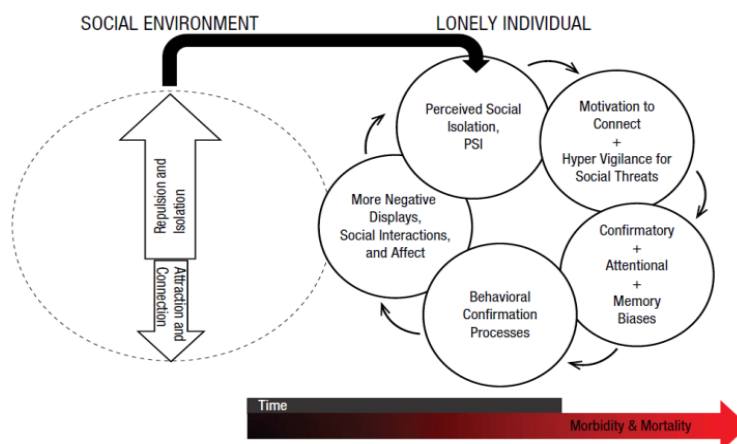 SOCIAL ENVIRONMENT
LONELY INDIVIDUAL
Repulsion and
Isolation
Attraction and
Connection
Perceived Social
Isolation,
PSI
Motivation to
Connect
+
Hyper Vigilance for
Social Threats
Confirmatory
+
Attentional
+
Memory
Biases
Behavioral
Confirmation
Processes
More Negative
Displays,
Social Interactions,
and Affect
Time
Morbidity & Mortality